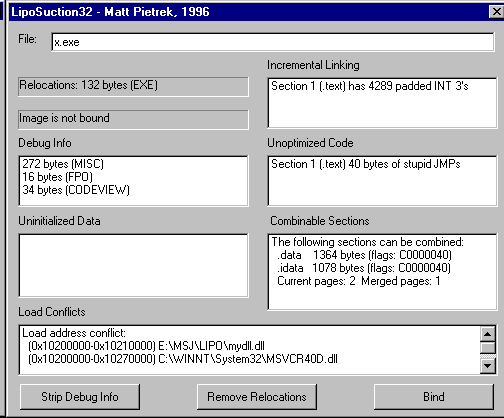 LipoSuction32 - Matt Pietrek, 1996
File: x.exe
Relocations: 132 bytes (EXE)
Image is not bound
Incremental Linking
Section 1 (.text) has 4289 padded INT 3's
Debug Info
272 bytes (MISC)
16 bytes (FPO)
34 bytes (CODEVIEW)
Unoptimized Code
Section 1 (.text) 40 bytes of stupid JMPs
Uninitialized Data
Combinable Sections
The following sections can be combined:
.data 1364 bytes (flags: C0000040)
.idata 1078 bytes (flags: C0000040)
Current pages: 2 Merged pages: 1
Load Conflicts
Load address conflict:
(0x10200000-0x10210000) E:\MSJ\LIPO\mydll.dll
(0x10200000-0x10270000) C:\WINNT\System32\MSVCR40D.dll
Strip Debug Info
Remove Relocations
Bind